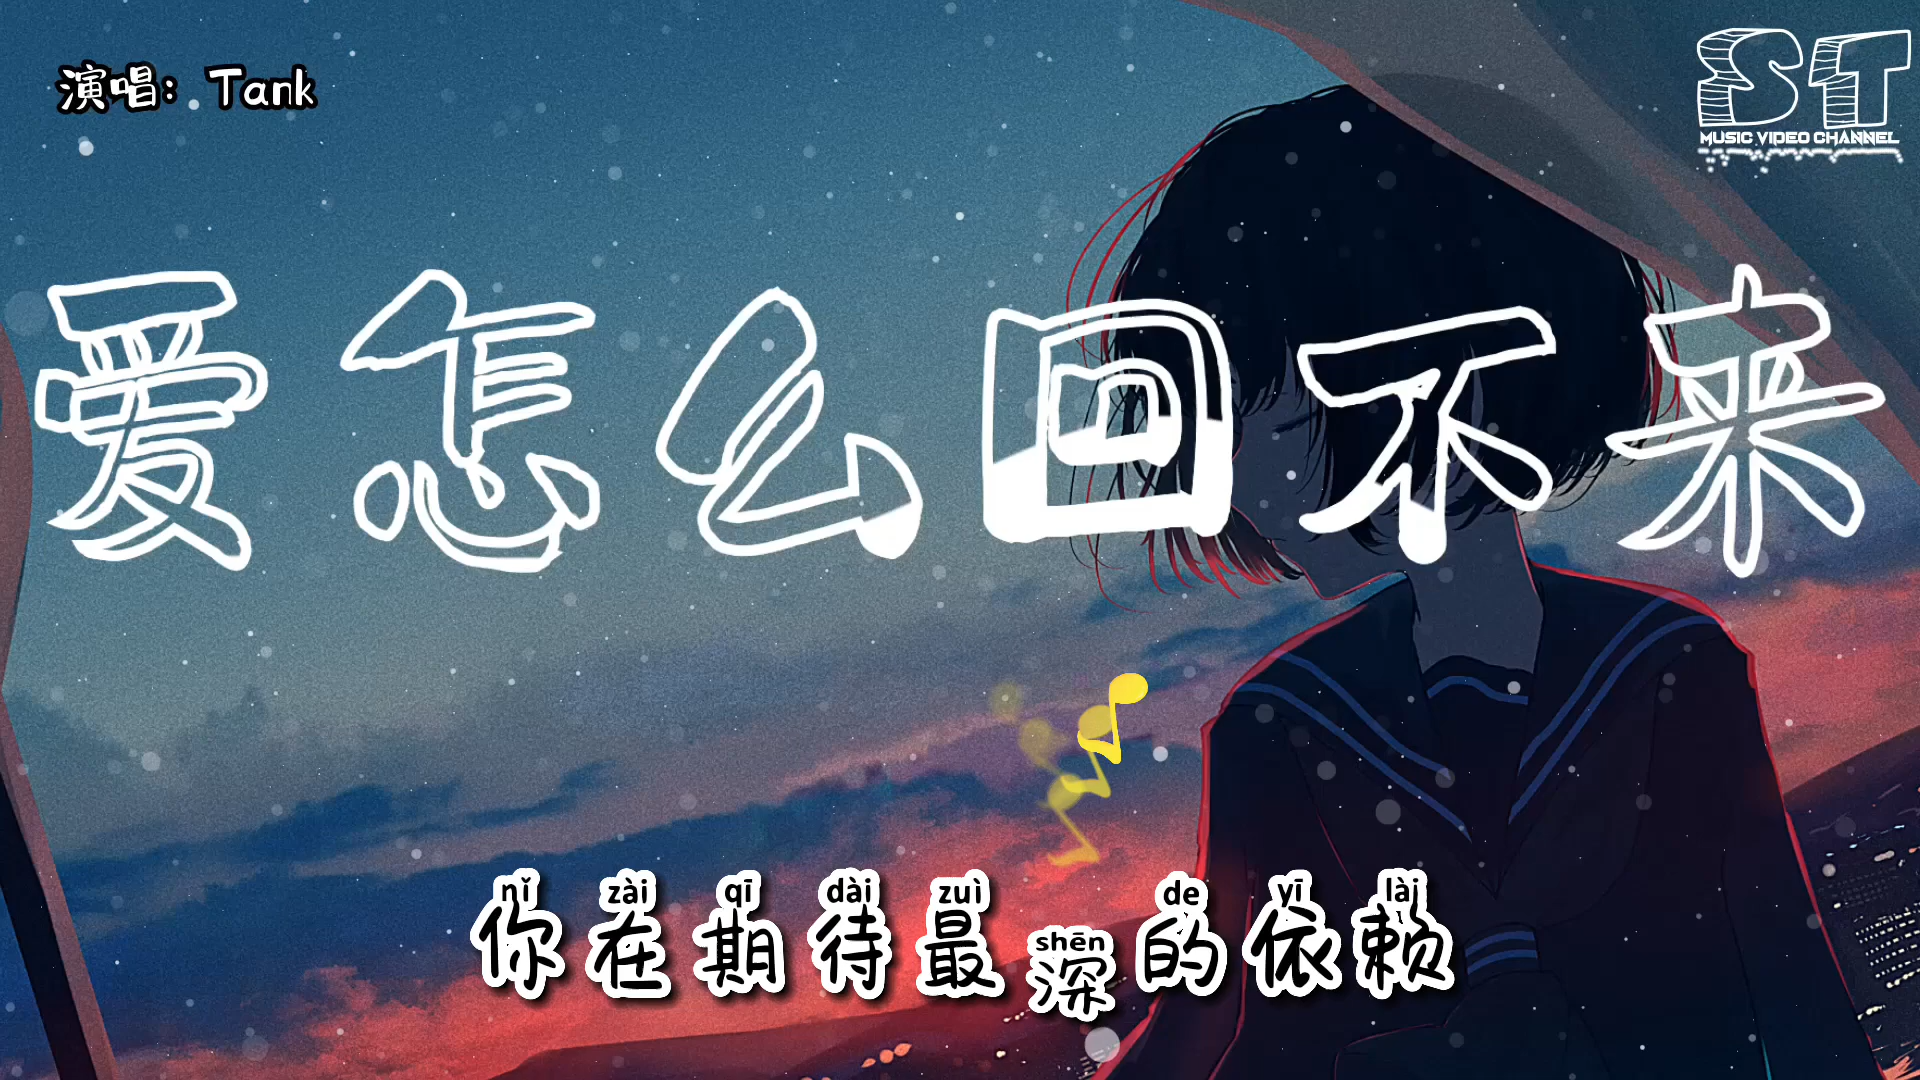 演唱：Tank
ST
MUSIC VIDEO CHANNEL
爱怎么回不来
nǐ zài qī dài zuì shēn de yī lài
你在期待最深的依赖